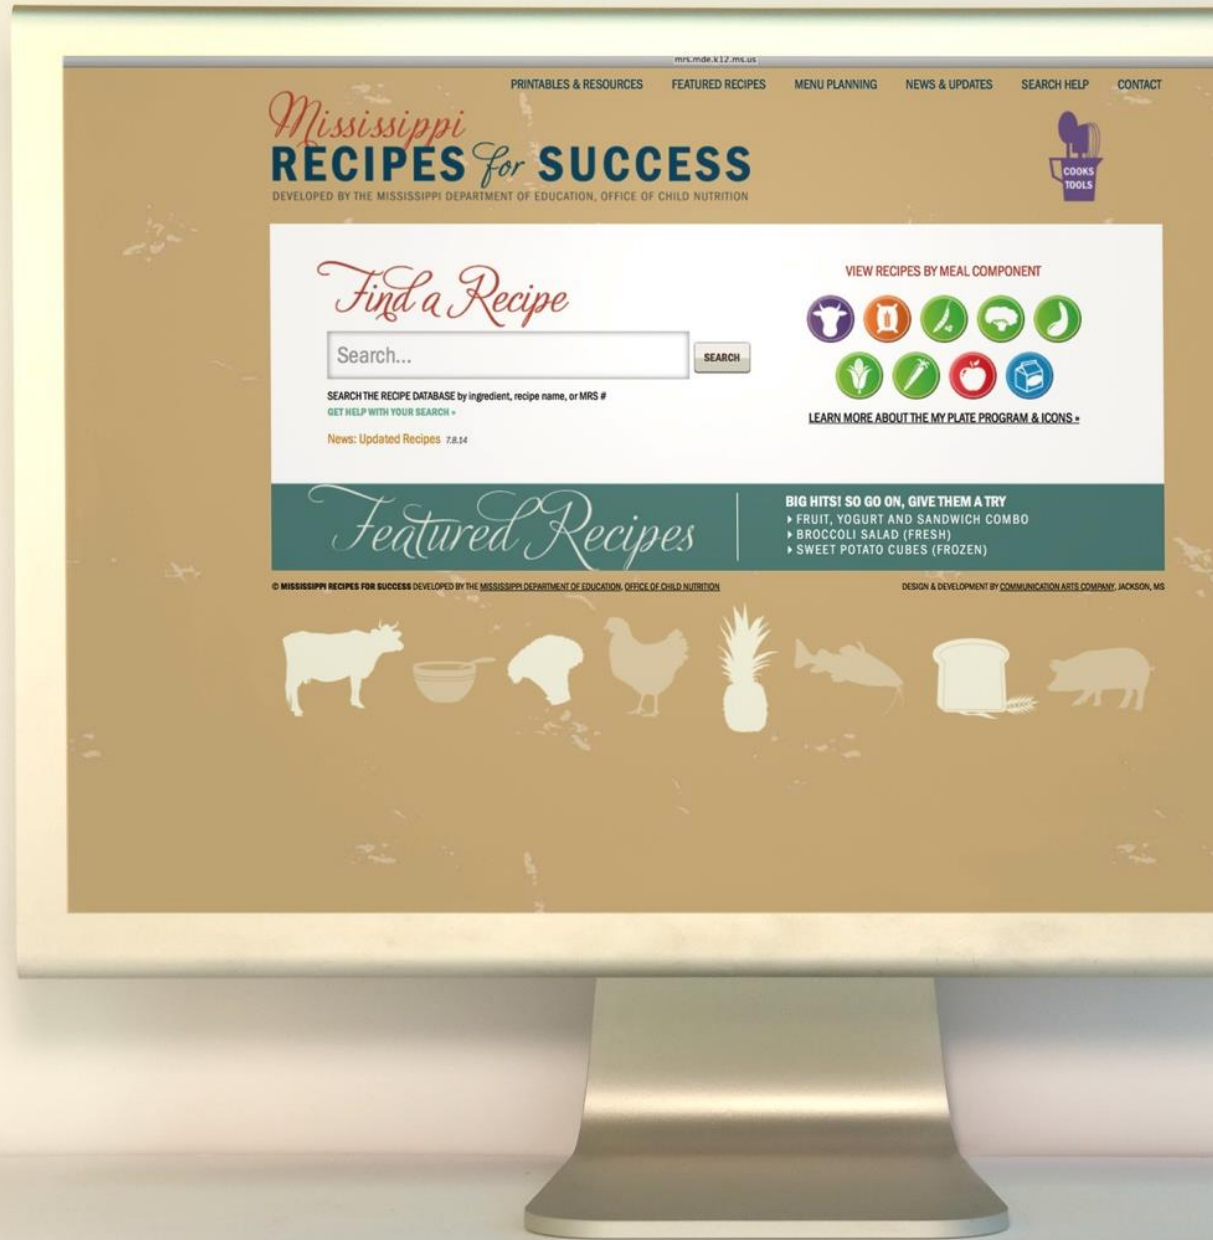 mrs.mde.k12.ms.us
PRINTABLES & RESOURCES FEATURED RECIPES MENU PLANNING NEWS & UPDATES SEARCH HELP CONTACT
Mississippi
RECIPES for SUCCESS
DEVELOPED BY THE MISSISSIPPI DEPARTMENT OF EDUCATION, OFFICE OF CHILD NUTRITION
COOKS
TOOLS
Find a Recipe
Search...
SEARCH
SEARCH THE RECIPE DATABASE by ingredient, recipe name, or MRS #
GET HELP WITH YOUR SEARCH »
News: Updated Recipes 7.8.14
VIEW RECIPES BY MEAL COMPONENT
LEARN MORE ABOUT THE MY PLATE PROGRAM & ICONS »
Featured Recipes
BIG HITS! SO GO ON, GIVE THEM A TRY
FRUIT, YOGURT AND SANDWICH COMBO
BROCCOLI SALAD (FRESH)
SWEET POTATO CUBES (FROZEN)
© MISSISSIPPI RECIPES FOR SUCCESS DEVELOPED BY THE MISSISSIPPI DEPARTMENT OF EDUCATION, OFFICE OF CHILD NUTRITION
DESIGN & DEVELOPMENT BY COMMUNICATION ARTS COMPANY, JACKSON, MS